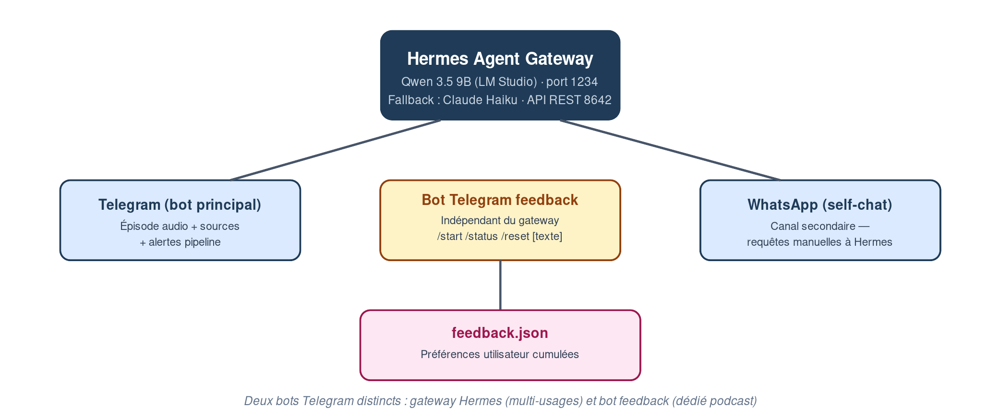 Hermes Agent Gateway
Qwen 3.5 9B (LM Studio) · port 1234
Fallback : Claude Haiku · API REST 8642
Telegram (bot principal)
Épisode audio + sources
+ alertes pipeline
Bot Telegram feedback
Indépendant du gateway
/start /status /reset [texte]
WhatsApp (self-chat)
Canal secondaire —
requêtes manuelles à Hermes
feedback.json
Préférences utilisateur cumulées
Deux bots Telegram distincts : gateway Hermes (multi-usages) et bot feedback (dédié podcast)